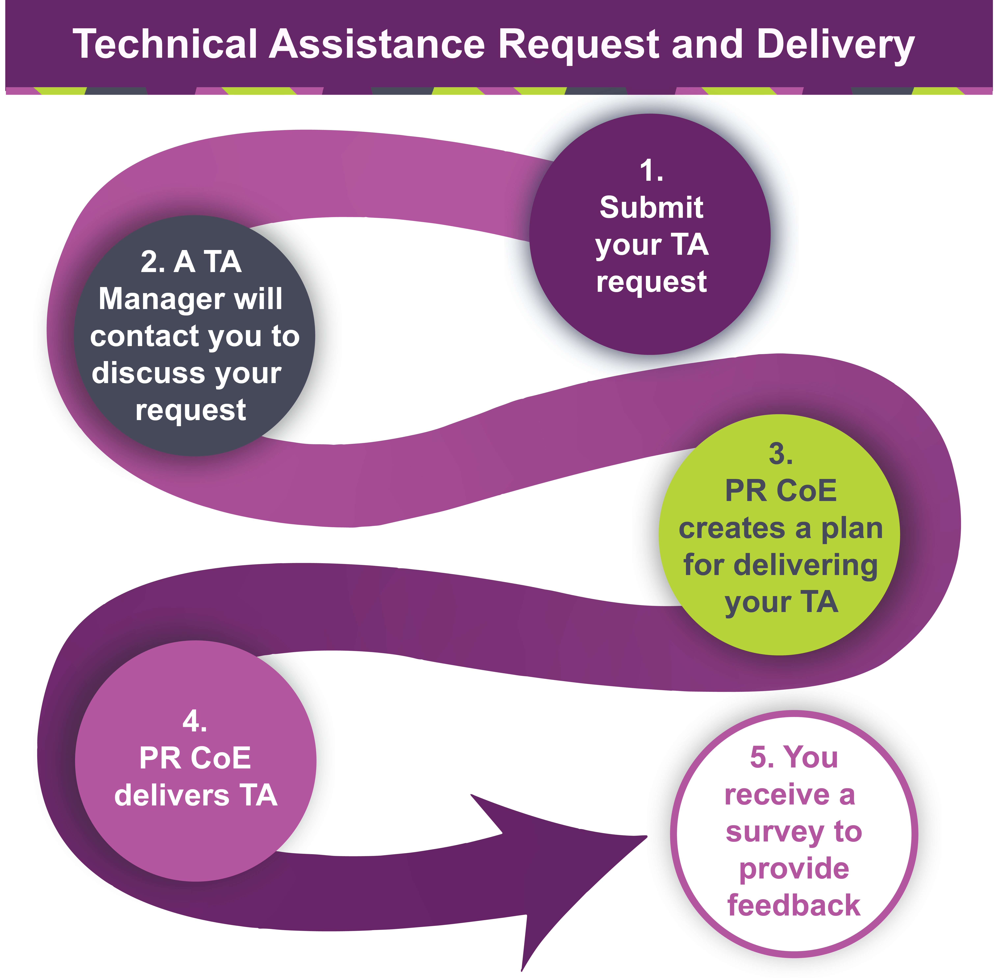 Technical Assistance Request and Delivery
1.
Submit
your TA
request
2. A TA
Manager will
contact you to
discuss your
request
3.
PR CoE
creates a plan
for delivering
your TA
4.
PR CoE
delivers TA
5. You
receive a
survey to
provide
feedback